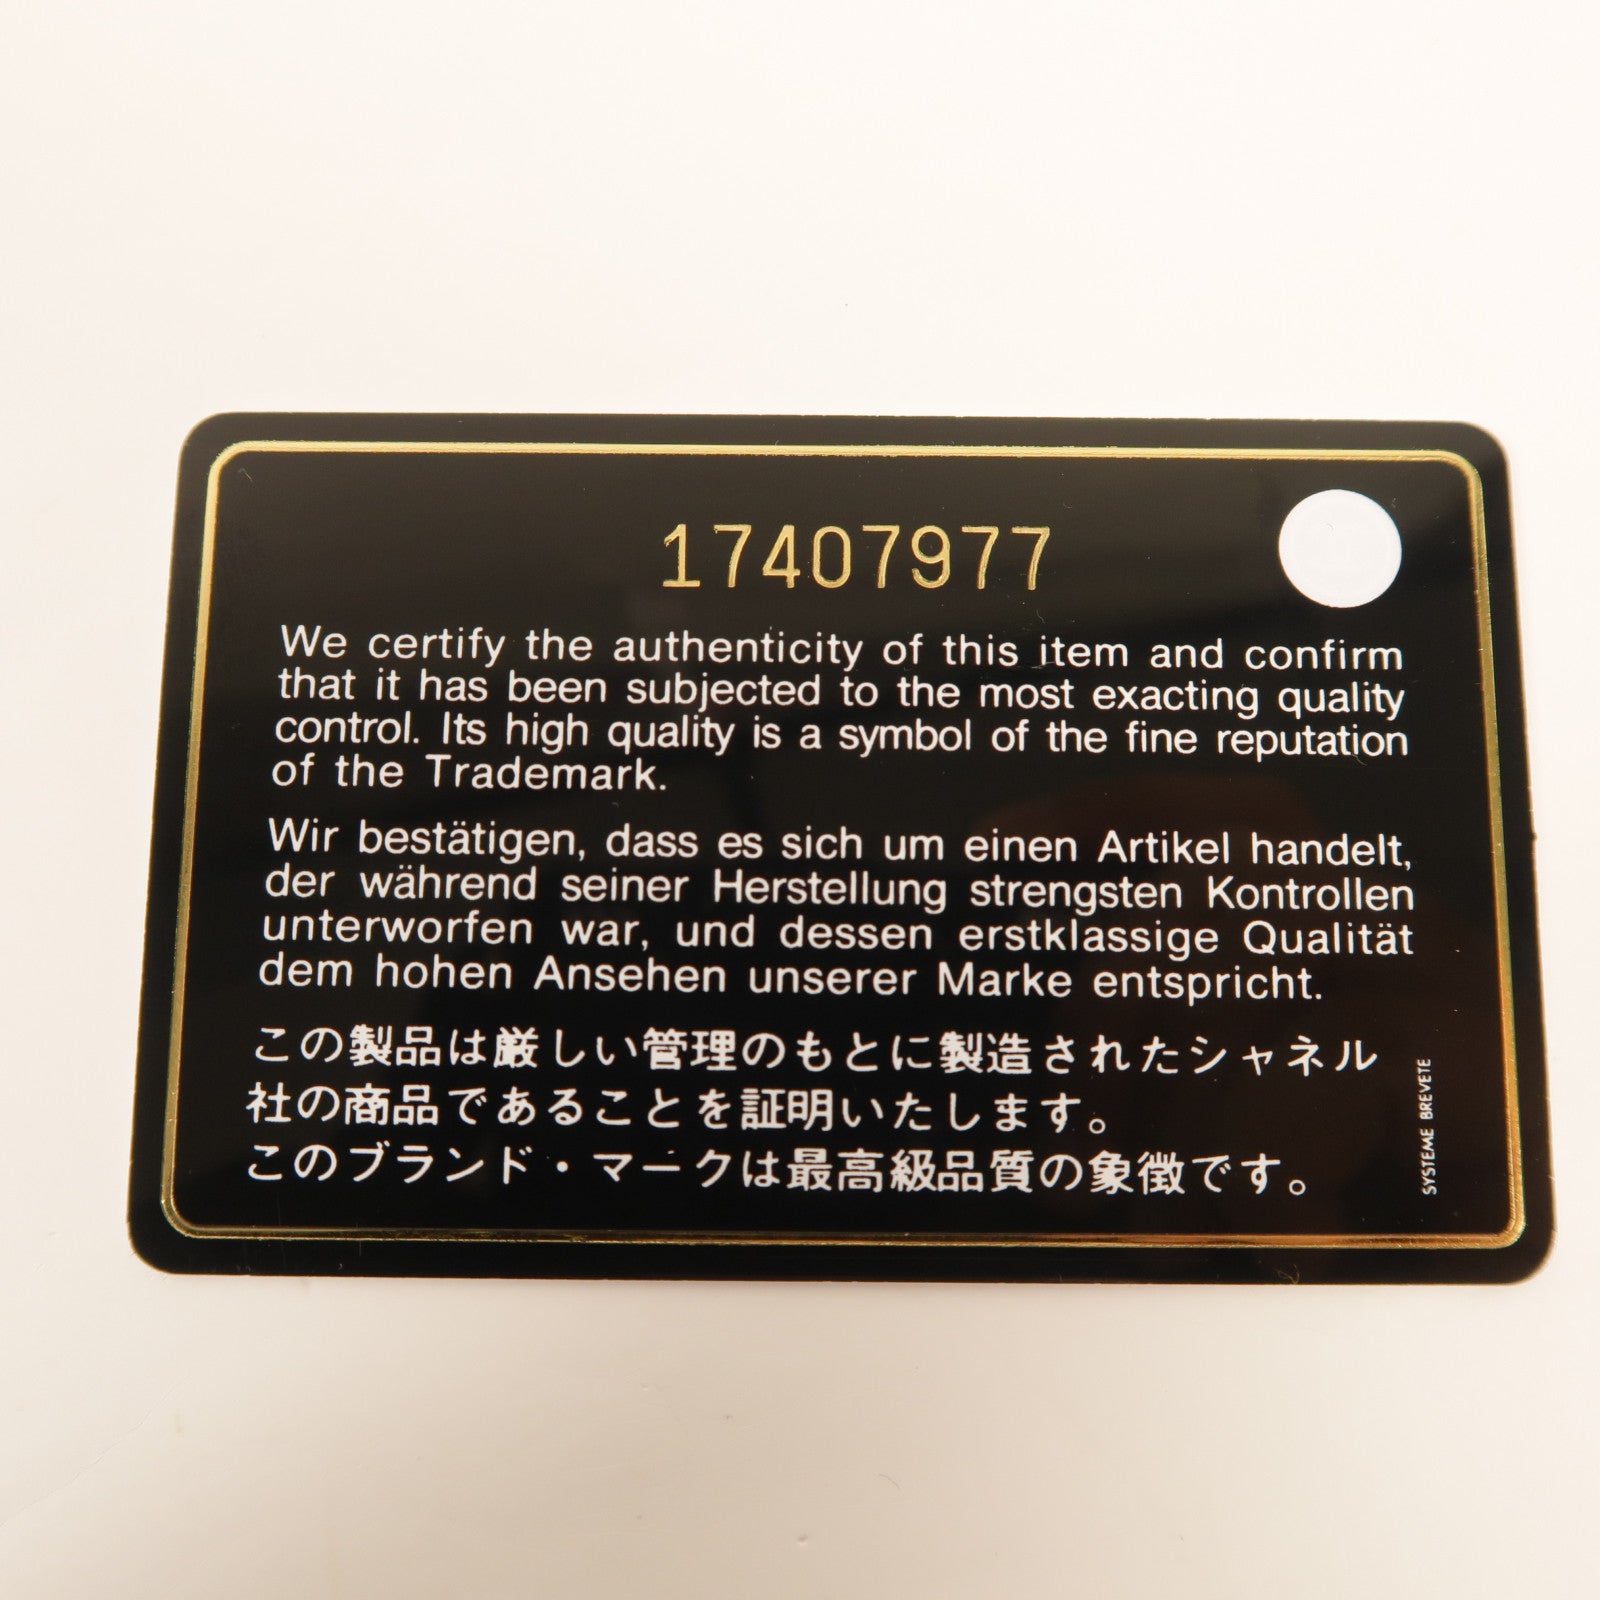 17407977
We certify the authenticity of this item and confirm
that it has been subjected to the most exacting quality
control. Its high quality is a symbol of the fine reputation
of the Trademark.
Wir bestätigen, dass es sich um einen Artikel handelt,
der während seiner Herstellung strengsten Kontrollen
unterworfen war, und dessen erstklassige Qualität
dem hohen Ansehen unserer Marke entspricht.
この製品は厳しい管理のもとに製造されたシャネル
社の商品であることを証明いたします。
このブランド・マークは最高級品質の象徴です。
SYSTEME BREVETE